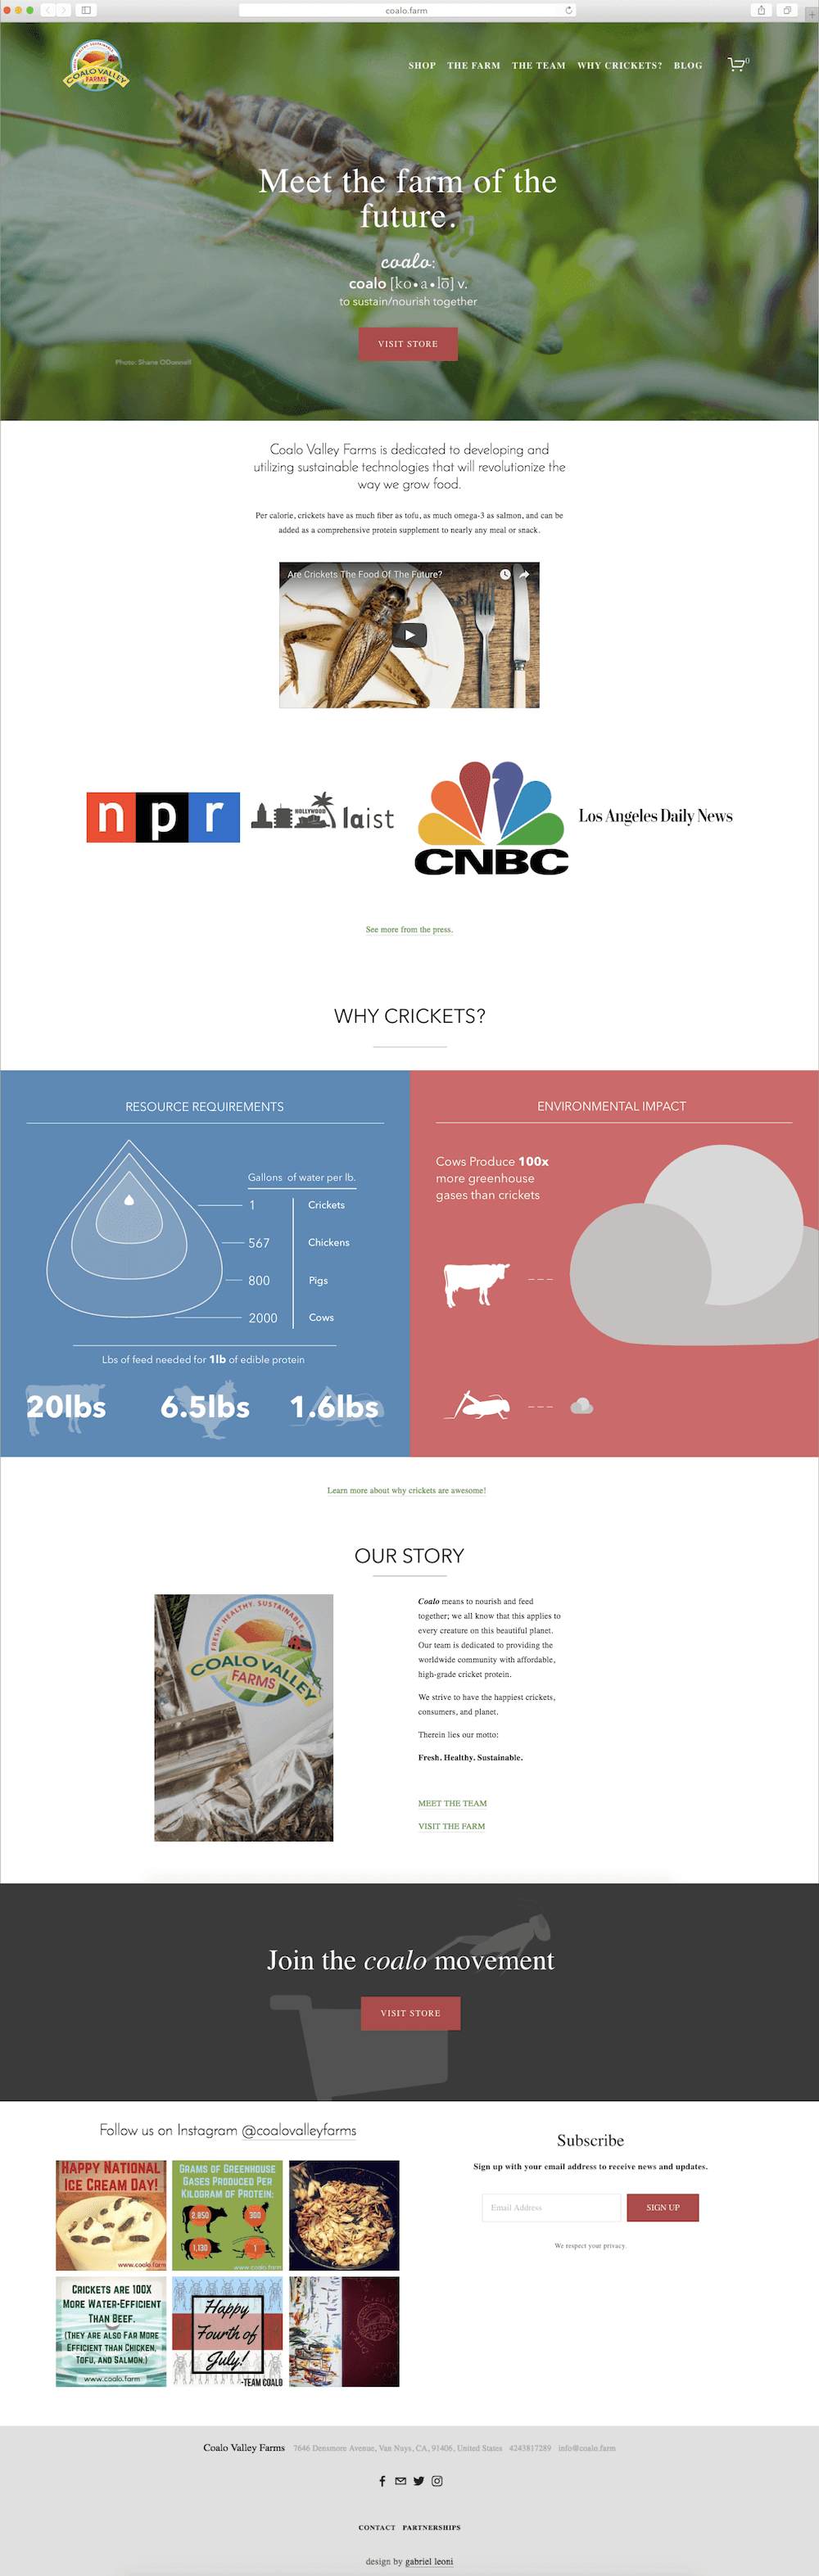 coalo.farm
COALO VALLEY
FARMS
SHOP THE FARM THE TEAM WHY CRICKETS? BLOG 0
Meet the farm of the
future.
coalo:
coalo [ko•a•lō] v.
to sustain/nourish together
VISIT STORE
Photo: Shane ODonnell
Coalo Valley Farms is dedicated to developing and
utilizing sustainable technologies that will revolutionize the
way we grow food.
Per calorie, crickets have as much fiber as tofu, as much omega-3 as salmon, and can be
added as a comprehensive protein supplement to nearly any meal or snack.
Are Crickets The Food Of The Future?
npr
HOLLYWOOD
laist
CNBC
Los Angeles Daily News
See more from the press.
WHY CRICKETS?
RESOURCE REQUIREMENTS
Gallons of water per lb.
1 Crickets
567 Chickens
800 Pigs
2000 Cows
Lbs of feed needed for 1lb of edible protein
20lbs 6.5lbs 1.6lbs
ENVIRONMENTAL IMPACT
Cows Produce 100x
more greenhouse
gases than crickets
Learn more about why crickets are awesome!
OUR STORY
FRESH. HEALTHY. SUSTAINABLE.
COALO VALLEY
FARMS
Coalo means to nourish and feed
together; we all know that this applies to
every creature on this beautiful planet.
Our team is dedicated to providing the
worldwide community with affordable,
high-grade cricket protein.
We strive to have the happiest crickets,
consumers, and planet.
Therein lies our motto:
Fresh. Healthy. Sustainable.
MEET THE TEAM
VISIT THE FARM
Join the coalo movement
VISIT STORE
Follow us on Instagram @coalovalleyfarms
HAPPY NATIONAL
ICE CREAM DAY!
www.coalo.farm
GRAMS OF GREENHOUSE
GASES PRODUCED PER
KILOGRAM OF PROTEIN:
2,850 300
1,130 1
www.coalo.farm
CRICKETS ARE 100X
MORE WATER-EFFICIENT
THAN BEEF.
(THEY ARE ALSO FAR MORE
EFFICIENT THAN CHICKEN,
TOFU, AND SALMON.)
www.coalo.farm
Happy
Fourth of
July!
-TEAM COALO
Subscribe
Sign up with your email address to receive news and updates.
Email Address
SIGN UP
We respect your privacy.
Coalo Valley Farms 7646 Densmore Avenue, Van Nuys, CA, 91406, United States 4243817289 info@coalo.farm
CONTACT PARTNERSHIPS
design by gabriel leoni